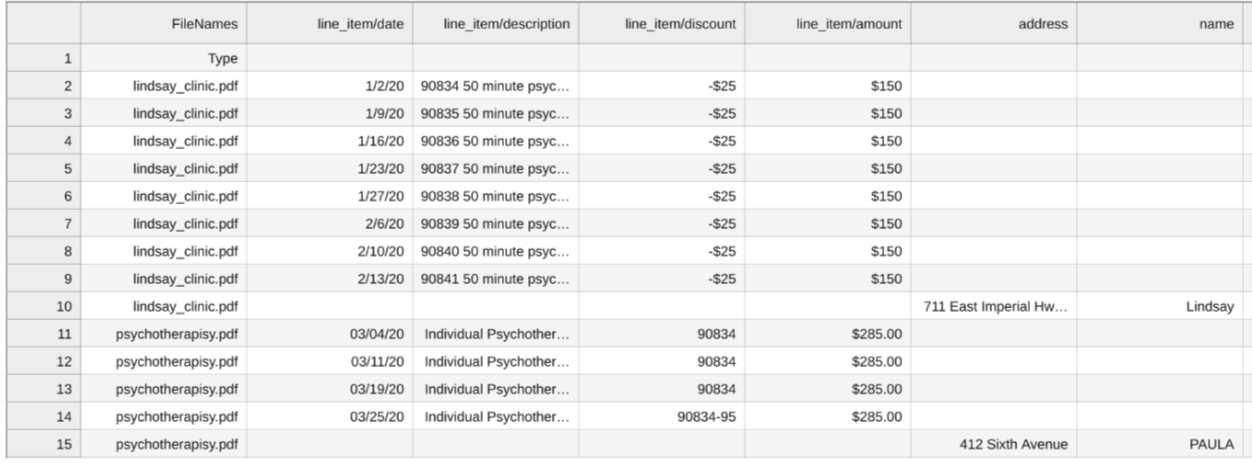 FileNames line_item/date line_item/description line_item/discount line_item/amount address name
1 Type
2 lindsay_clinic.pdf 1/2/20 90834 50 minute psyc... -$25 $150
3 lindsay_clinic.pdf 1/9/20 90835 50 minute psyc... -$25 $150
4 lindsay_clinic.pdf 1/16/20 90836 50 minute psyc... -$25 $150
5 lindsay_clinic.pdf 1/23/20 90837 50 minute psyc... -$25 $150
6 lindsay_clinic.pdf 1/27/20 90838 50 minute psyc... -$25 $150
7 lindsay_clinic.pdf 2/6/20 90839 50 minute psyc... -$25 $150
8 lindsay_clinic.pdf 2/10/20 90840 50 minute psyc... -$25 $150
9 lindsay_clinic.pdf 2/13/20 90841 50 minute psyc... -$25 $150
10 lindsay_clinic.pdf 711 East Imperial Hw... Lindsay
11 psychotherapisy.pdf 03/04/20 Individual Psychother... 90834 $285.00
12 psychotherapisy.pdf 03/11/20 Individual Psychother... 90834 $285.00
13 psychotherapisy.pdf 03/19/20 Individual Psychother... 90834 $285.00
14 psychotherapisy.pdf 03/25/20 Individual Psychother... 90834-95 $285.00
15 psychotherapisy.pdf 412 Sixth Avenue PAULA